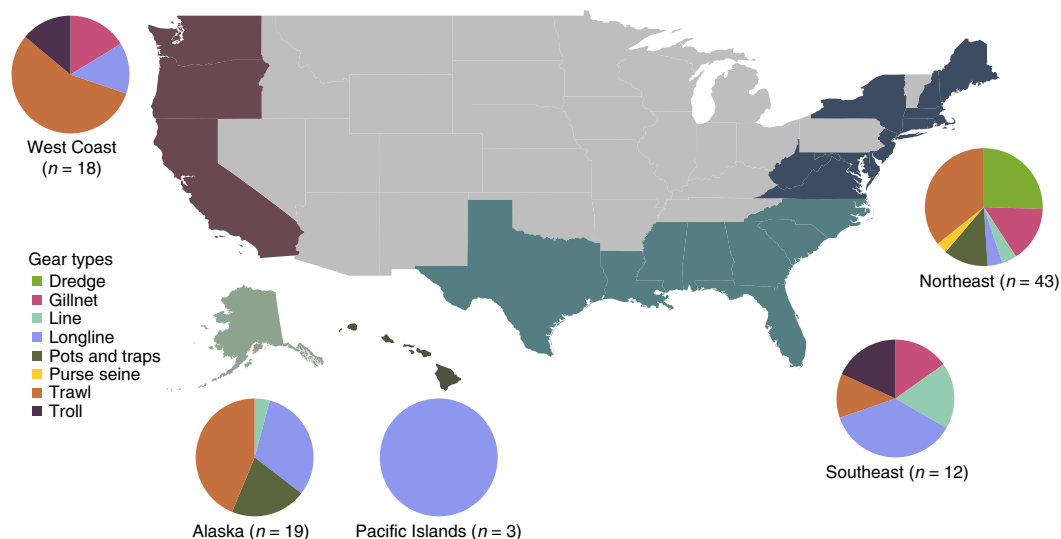 West Coast
(n = 18)
Northeast (n = 43)
Gear types
Dredge
Gillnet
Line
Longline
Pots and traps
Purse seine
Trawl
Troll
Southeast (n = 12)
Alaska (n = 19)
Pacific Islands (n = 3)